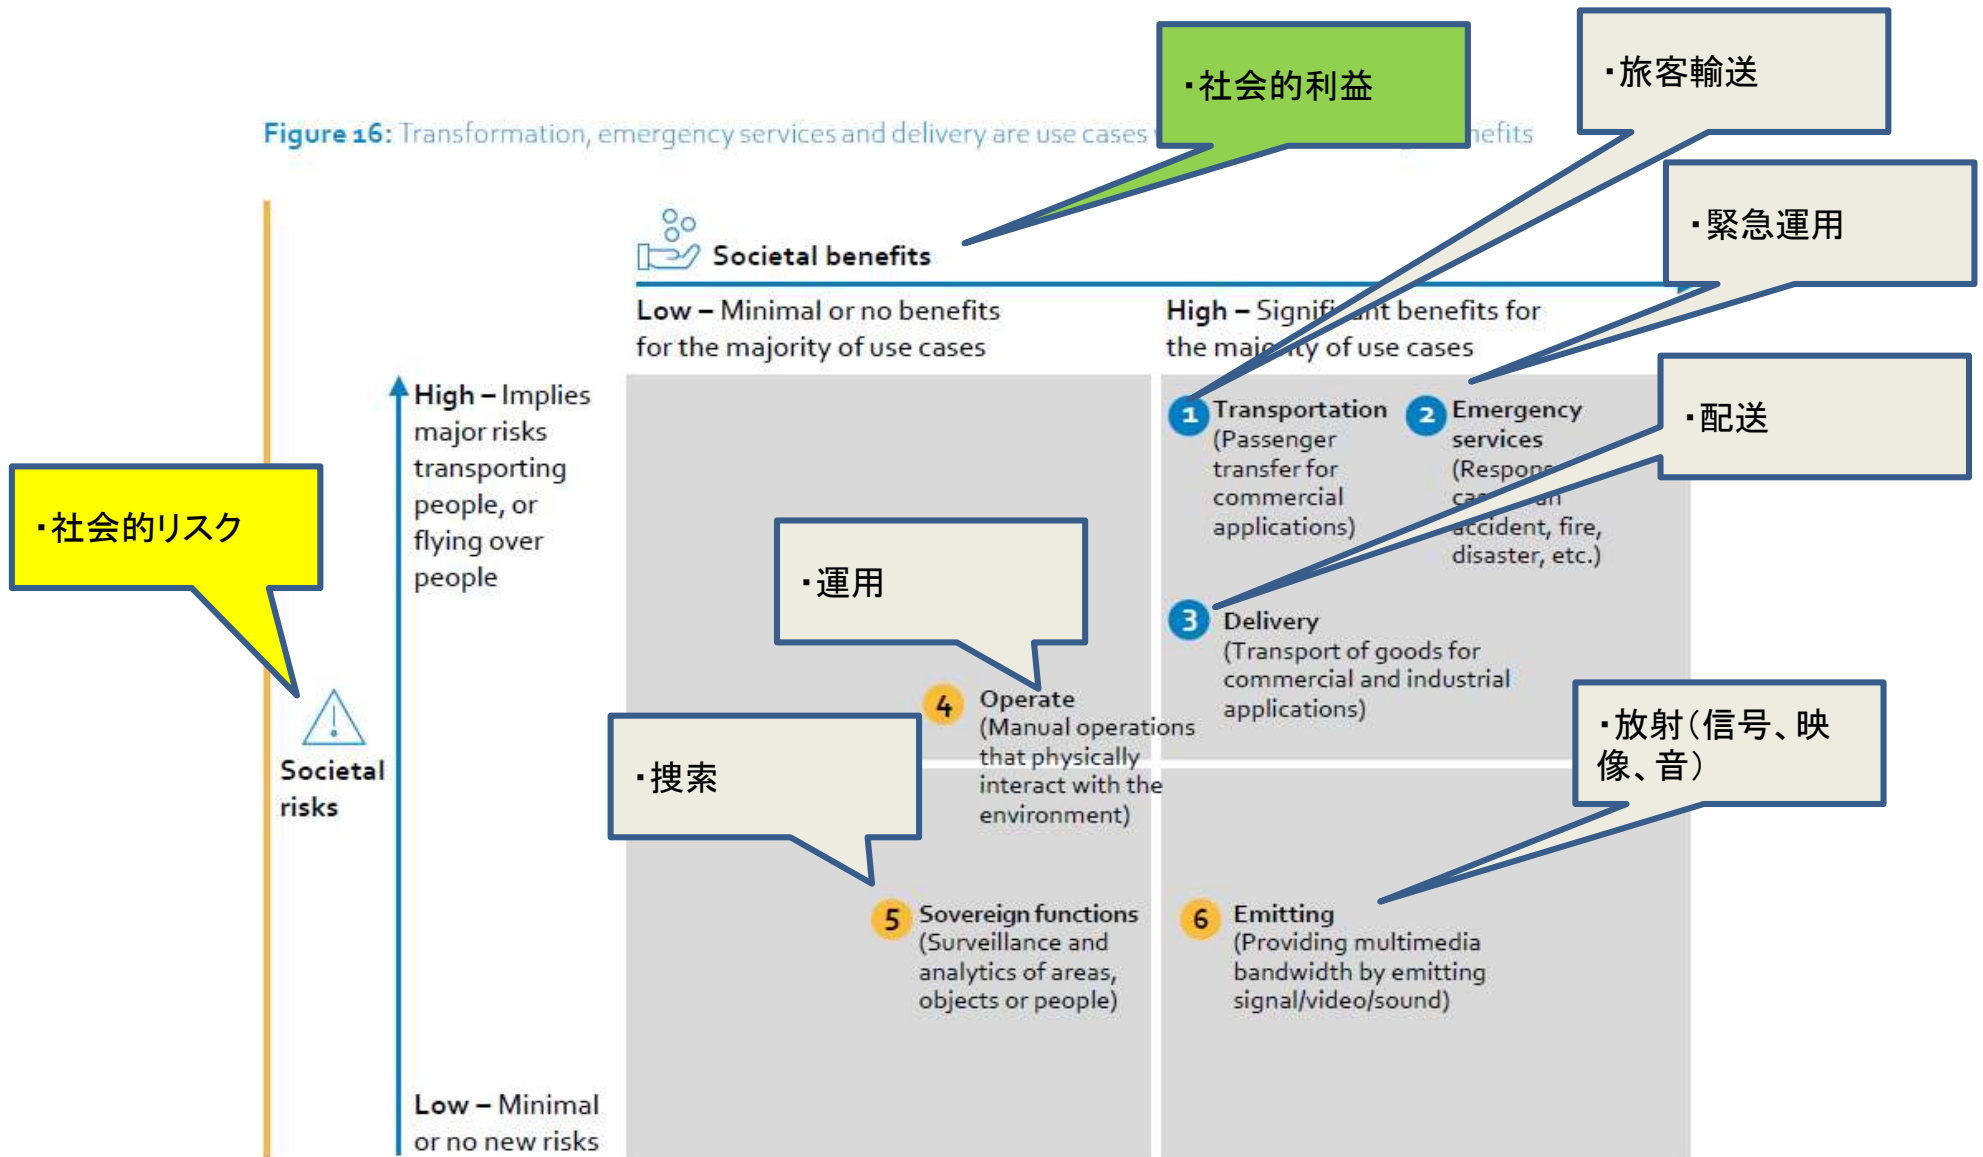 ・社会的利益
・旅客輸送
Figure 16: Transformation, emergency services and delivery are use cases
nefits
・緊急運用
Societal benefits
Low – Minimal or no benefits
for the majority of use cases
High – Significant benefits for
the majority of use cases
・配送
High – Implies
major risks
transporting
people, or
flying over
people
1 Transportation
(Passenger
transfer for
commercial
applications)
2 Emergency
services
(Respons
an
accident, fire,
disaster, etc.)
・社会的リスク
・運用
3 Delivery
(Transport of goods for
commercial and industrial
applications)
4 Operate
(Manual operations
that physically
interact with the
environment)
・放射（信号、映
像、音）
・捜索
Societal
risks
5 Sovereign functions
(Surveillance and
analytics of areas,
objects or people)
6 Emitting
(Providing multimedia
bandwidth by emitting
signal/video/sound)
Low – Minimal
or no new risks